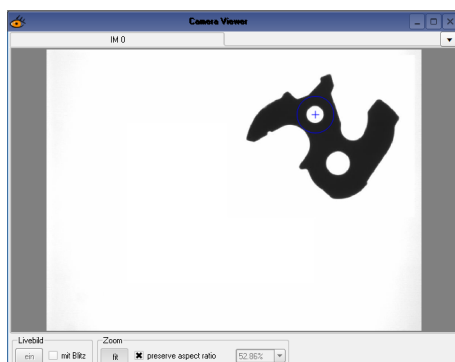 Camera Viewer
IM 0
Livebild
Zoom
ein
mit Blitz
fit
preserve aspect ratio
52.86%